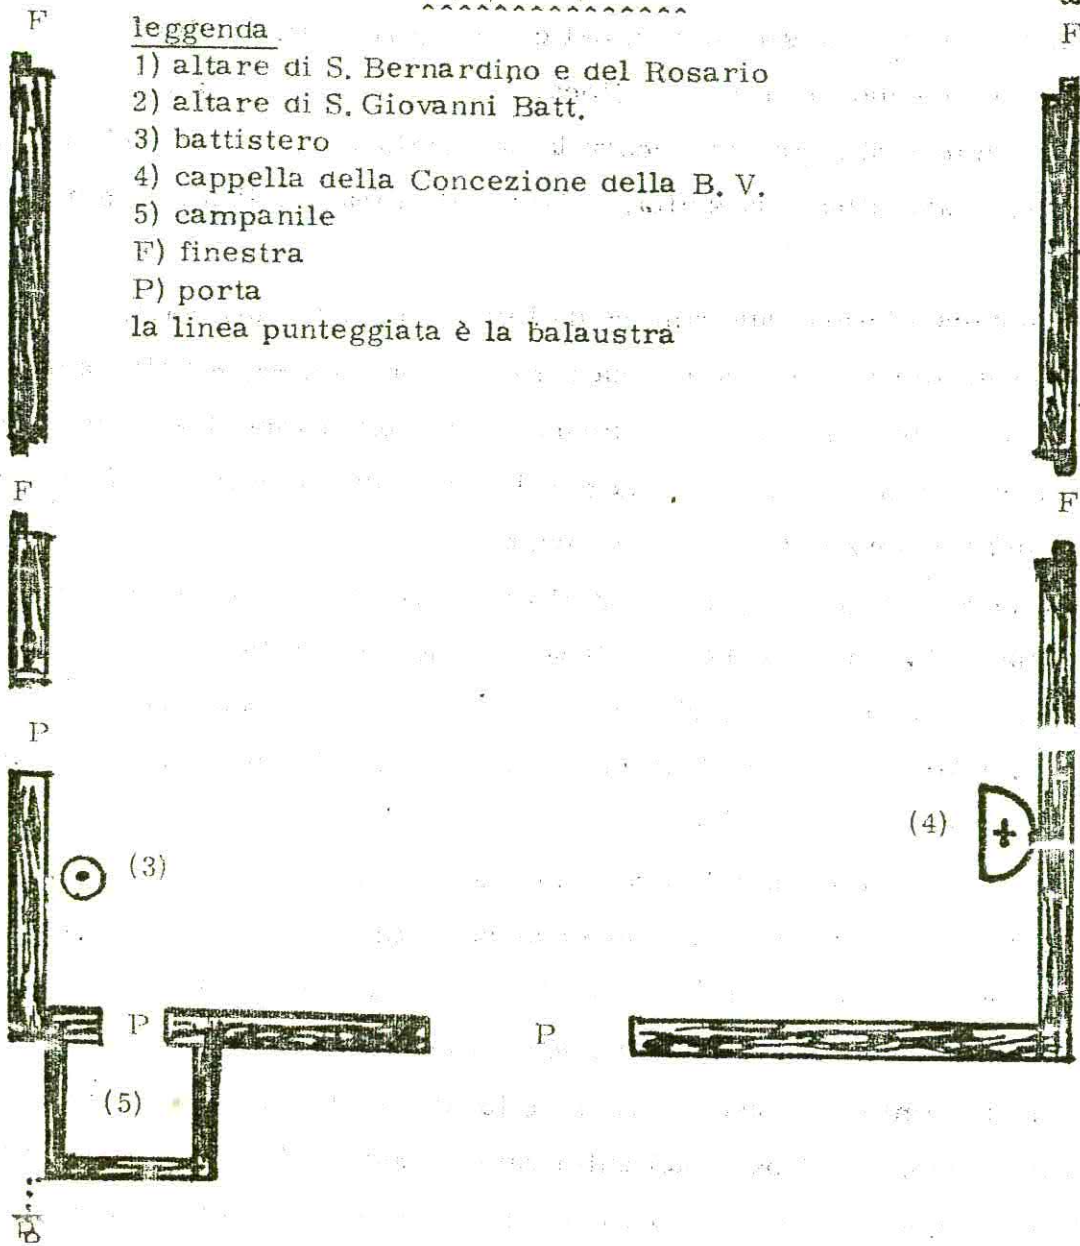 F
F
leggenda
1) altare di S. Bernardino e del Rosario
2) altare di S. Giovanni Batt.
3) battistero
4) cappella della Concezione della B. V.
5) campanile
F) finestra
P) porta
la linea punteggiata è la balaustra
F
F
P
(4)
(3)
P
P
(5)